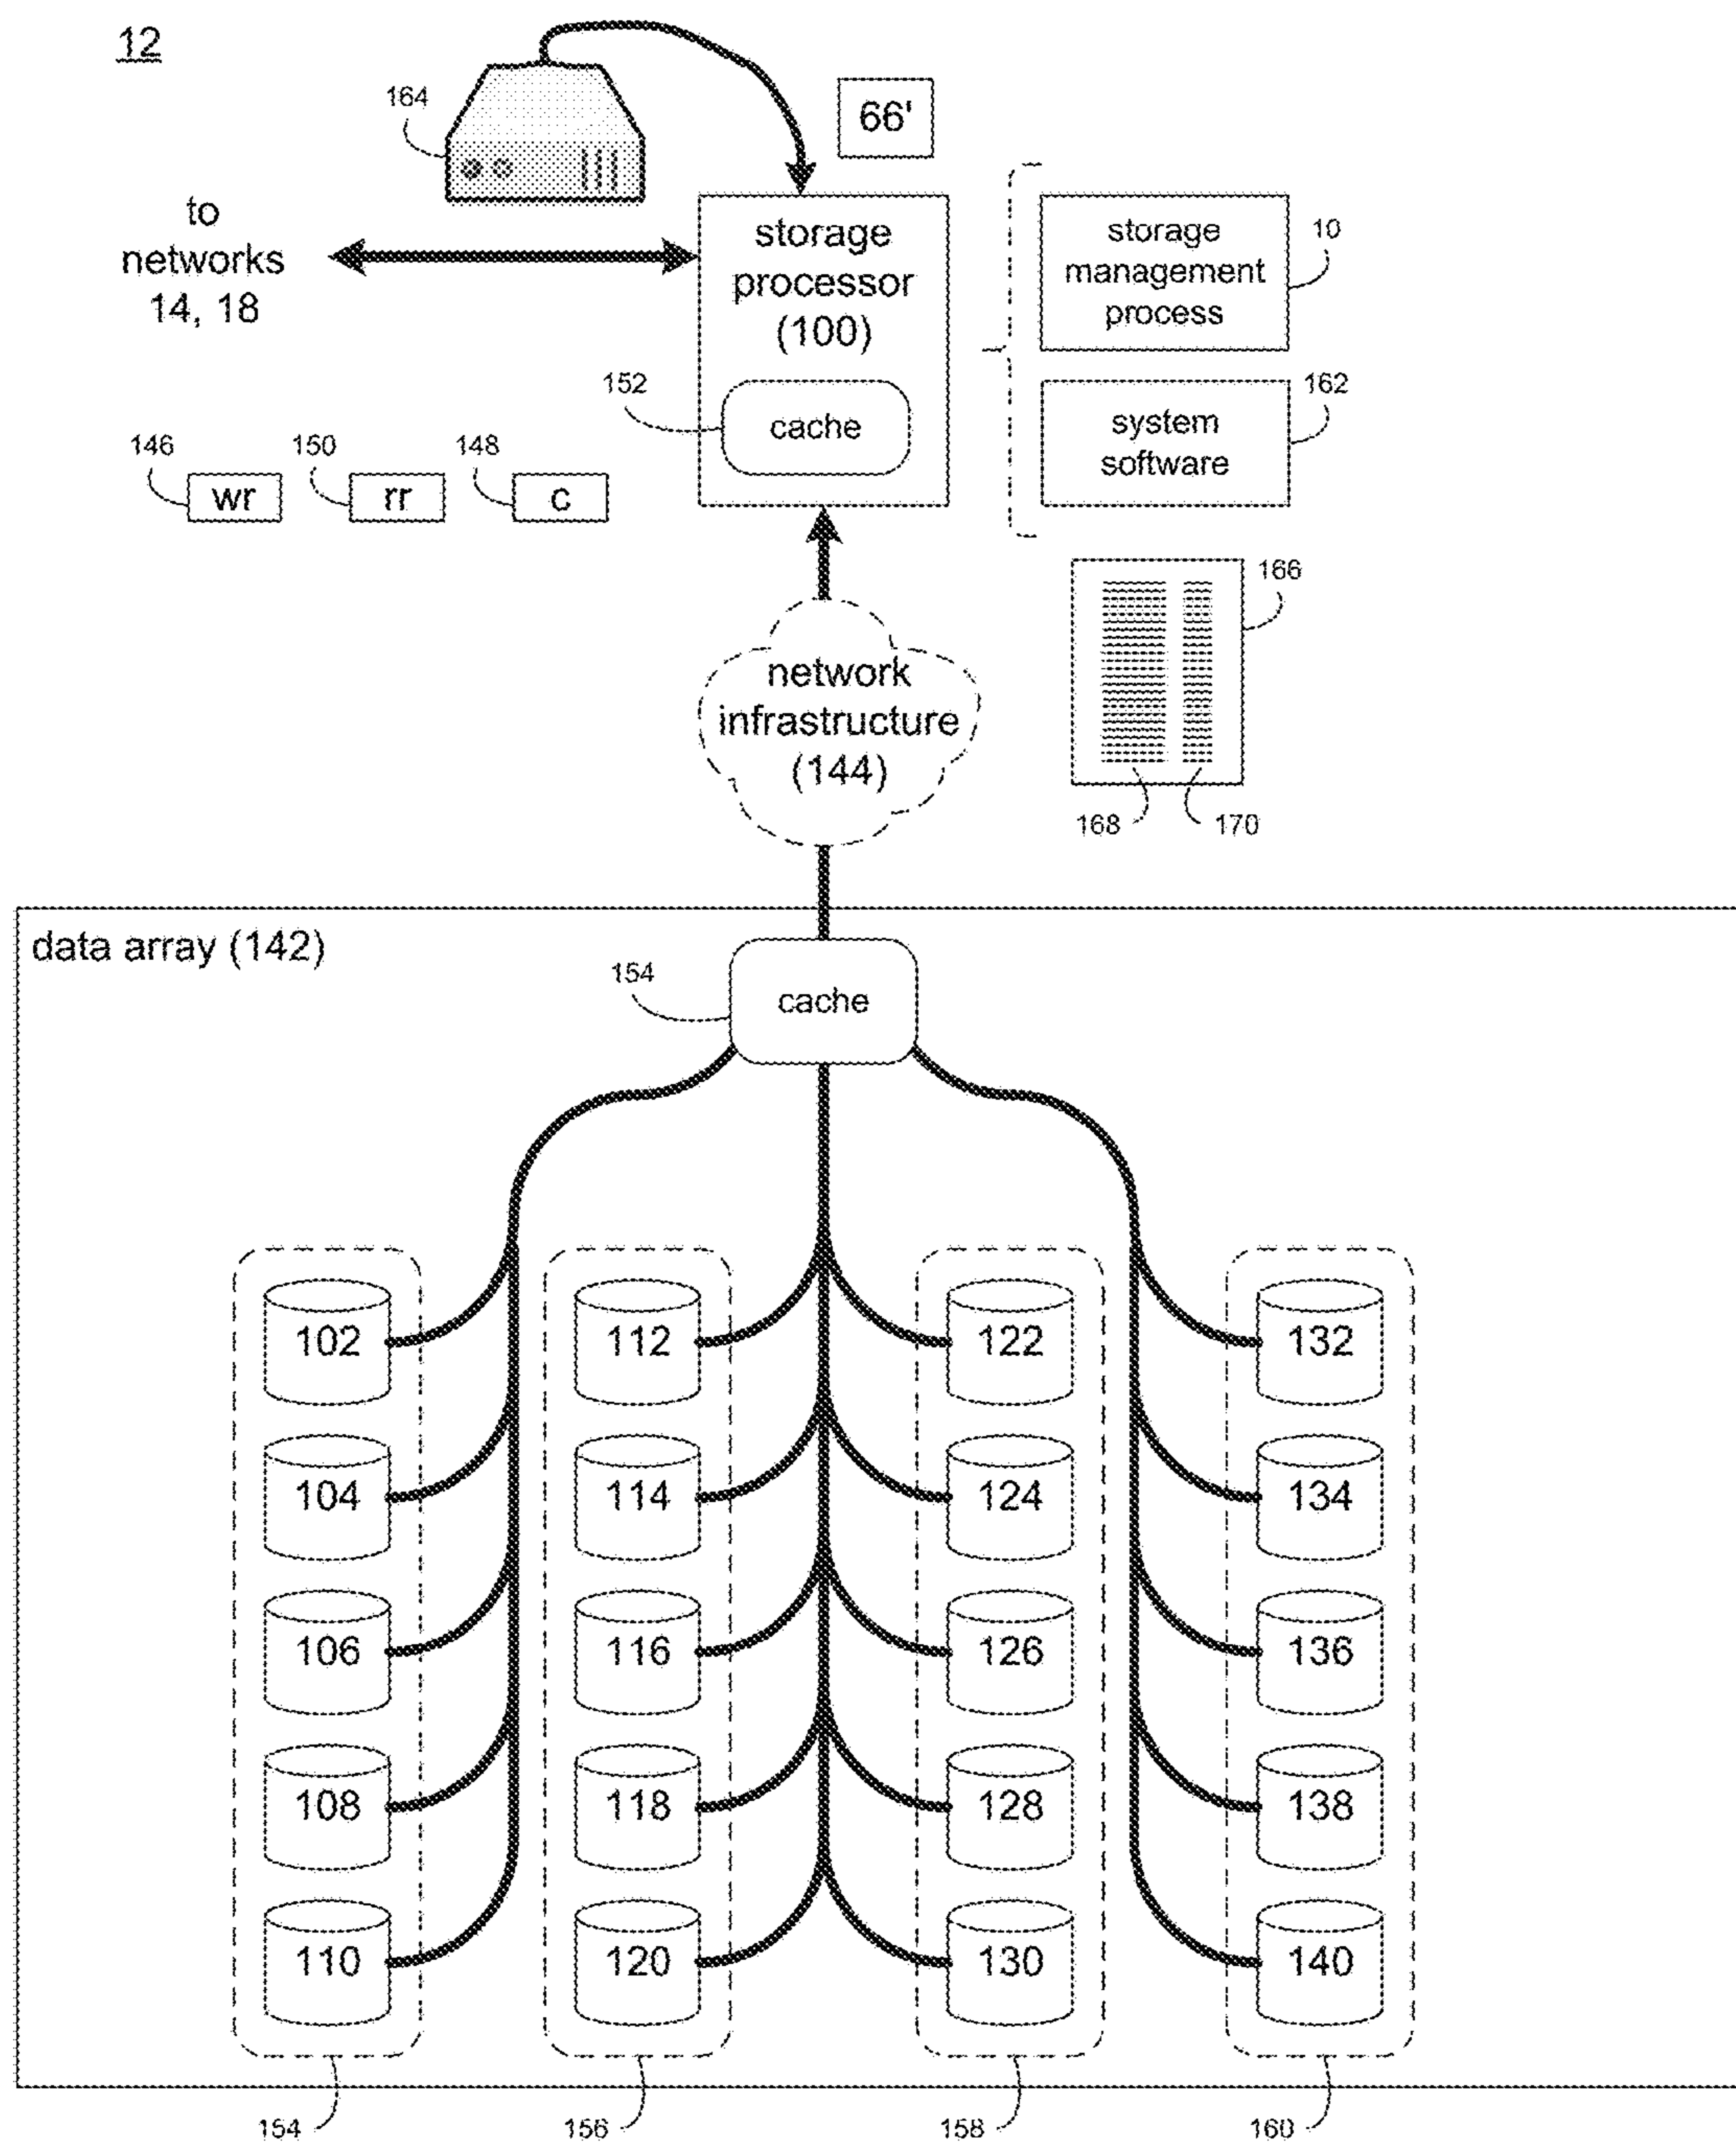 12
164
66'
to
networks
14, 18
storage
processor
(100)
152
cache
storage
management
process
10
system
software
162
146
wr
150
rr
148
c
166
168
170
network
infrastructure
(144)
data array (142)
154
cache
102
112
122
132
104
114
124
134
106
116
126
136
108
118
128
138
110
120
130
140
154
156
158
160